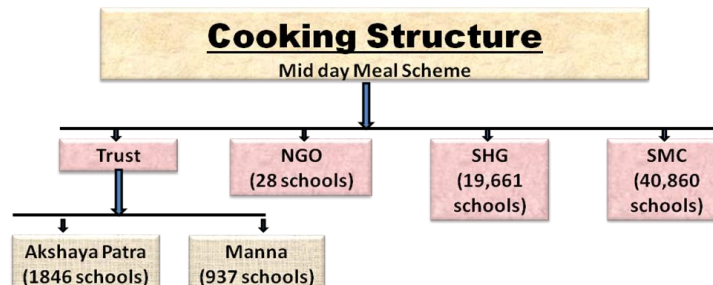 Cooking Structure
Mid day Meal Scheme
Trust
NGO
(28 schools)
SHG
(19,661
schools)
SMC
(40,860
schools)
Akshaya Patra
(1846 schools)
Manna
(937 schools)